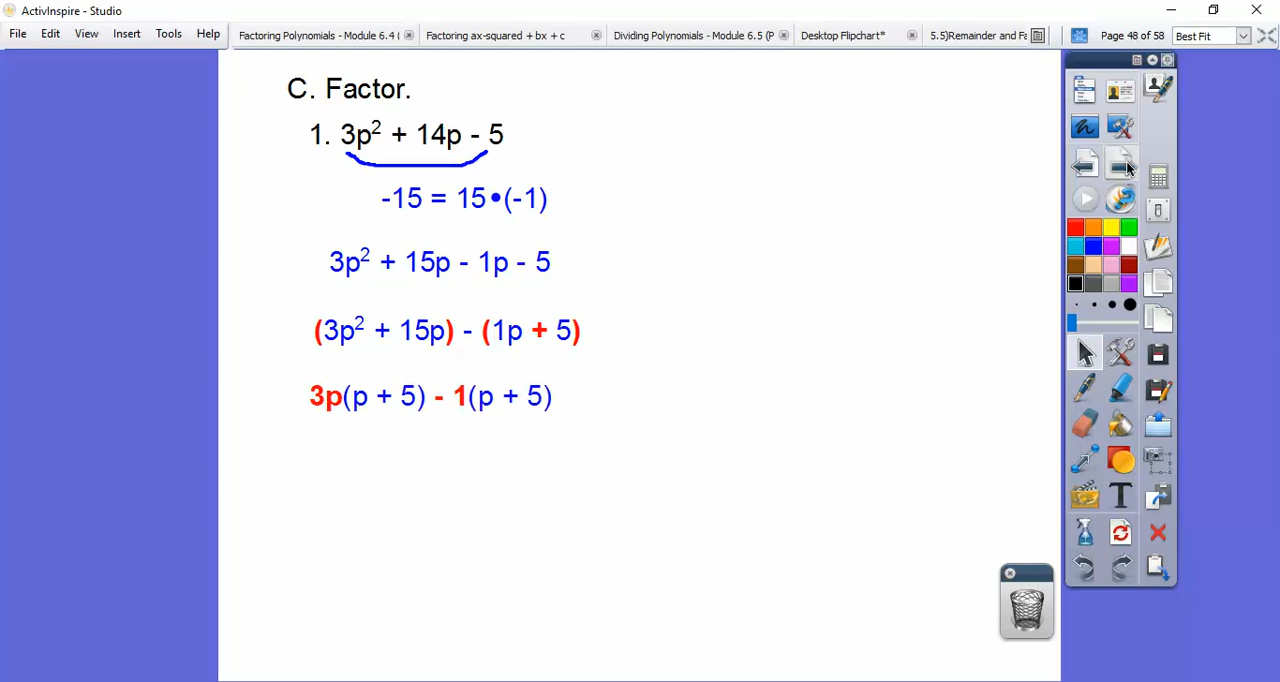 ActivInspire - Studio
File Edit View Insert Tools Help
Factoring Polynomials - Module 6.4 (
Factoring ax-squared + bx + c
Dividing Polynomials - Module 6.5 (P
Desktop Flipchart*
5.5)Remainder and Fa
Page 48 of 58
Best Fit
C. Factor.
1. 3p² + 14p - 5
-15 = 15•(-1)
3p² + 15p - 1p - 5
(3p² + 15p) - (1p + 5)
3p(p + 5) - 1(p + 5)